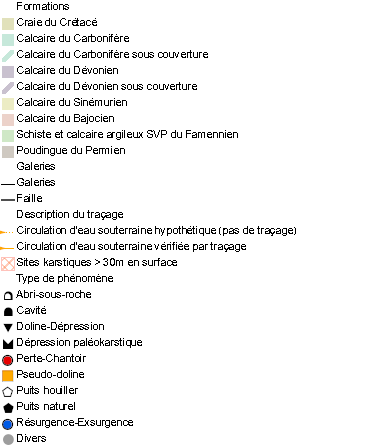 Formations
Craie du Crétacé
Calcaire du Carbonifère
Calcaire du Carbonifère sous couverture
Calcaire du Dévonien
Calcaire du Dévonien sous couverture
Calcaire du Sinémurien
Calcaire du Bajocien
Schiste et calcaire argileux SVP du Famennien
Poudingue du Permien
Galeries
Galeries
Faille
Description du traçage
Circulation d'eau souterraine hypothétique (pas de traçage)
Circulation d'eau souterraine vérifiée par traçage
Sites karstiques > 30m en surface
Type de phénomène
Abri-sous-roche
Cavité
Doline-Dépression
Dépression paléokarstique
Perte-Chantoir
Pseudo-doline
Puits houiller
Puits naturel
Résurgence-Exsurgence
Divers